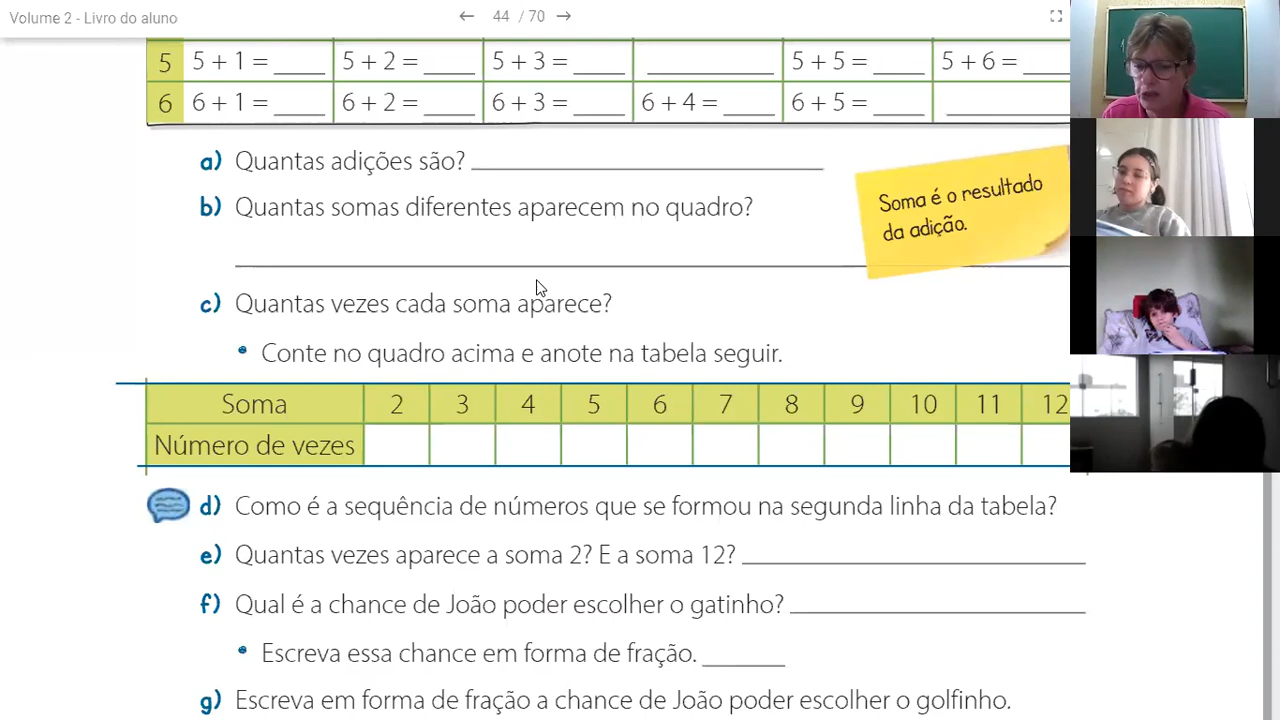 Volume 2 - Livro do aluno
44 / 70
5 5 + 1 = ____ 5 + 2 = ____ 5 + 3 = ____ __________ 5 + 5 = ____ 5 + 6 = ____
6 6 + 1 = ____ 6 + 2 = ____ 6 + 3 = ____ 6 + 4 = ____ 6 + 5 = ____ __________
a) Quantas adições são? ____________________
b) Quantas somas diferentes aparecem no quadro?
Soma é o resultado
da adição.
c) Quantas vezes cada soma aparece?
• Conte no quadro acima e anote na tabela seguir.
Soma 2 3 4 5 6 7 8 9 10 11 12
Número de vezes
d) Como é a sequência de números que se formou na segunda linha da tabela?
e) Quantas vezes aparece a soma 2? E a soma 12? ____________________
f) Qual é a chance de João poder escolher o gatinho? ____________________
• Escreva essa chance em forma de fração. ______
g) Escreva em forma de fração a chance de João poder escolher o golfinho.